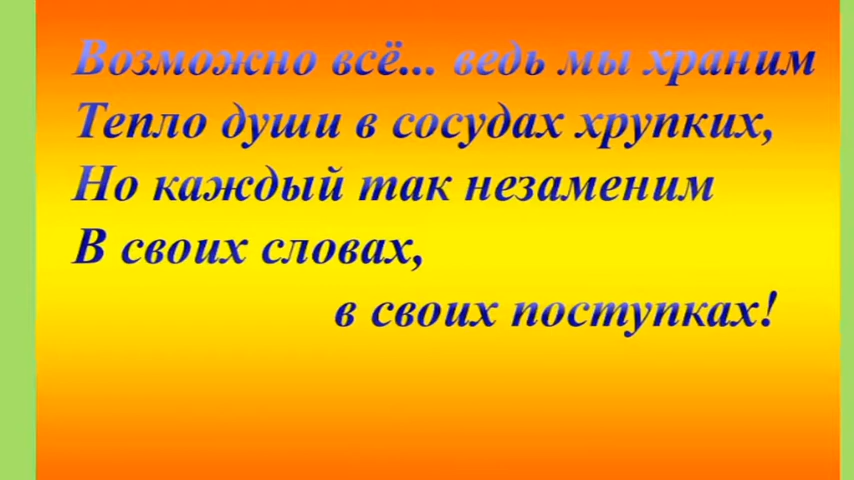 Возможно всё... ведь мы храним
Тепло души в сосудах хрупких,
Но каждый так незаменим
В своих словах,
в своих поступках!